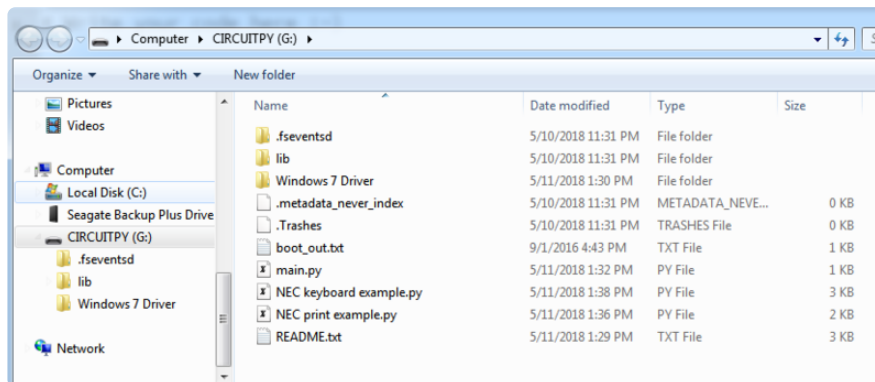 Computer ▸ CIRCUITPY (G:) ▸
Organize Share with New folder
Pictures
Videos
Computer
Local Disk (C:)
Seagate Backup Plus Drive
CIRCUITPY (G:)
.fseventsd
lib
Windows 7 Driver
Network
Name Date modified Type Size
.fseventsd 5/10/2018 11:31 PM File folder
lib 5/10/2018 11:31 PM File folder
Windows 7 Driver 5/11/2018 1:30 PM File folder
.metadata_never_index 5/10/2018 11:31 PM METADATA_NEVE... 0 KB
.Trashes 5/10/2018 11:31 PM TRASHES File 0 KB
boot_out.txt 9/1/2016 4:43 PM TXT File 1 KB
main.py 5/11/2018 1:32 PM PY File 1 KB
NEC keyboard example.py 5/11/2018 1:38 PM PY File 3 KB
NEC print example.py 5/11/2018 1:36 PM PY File 2 KB
README.txt 5/11/2018 1:29 PM TXT File 3 KB